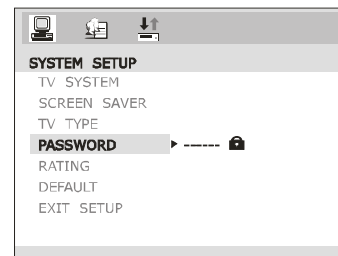 SYSTEM SETUP
TV SYSTEM
SCREEN SAVER
TV TYPE
PASSWORD ------
RATING
DEFAULT
EXIT SETUP